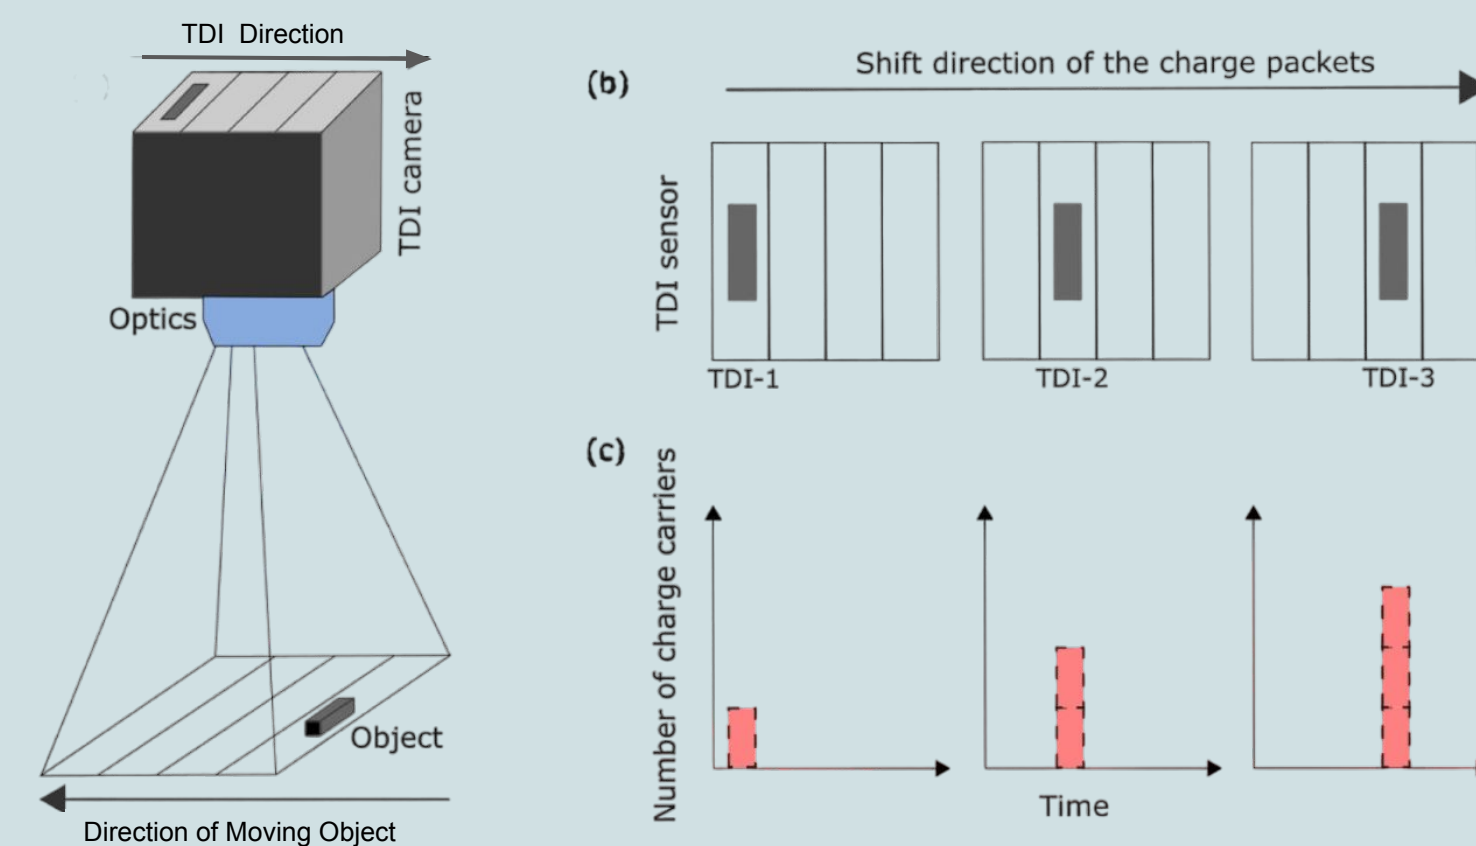 TDI Direction
TDI camera
Optics
Object
Direction of Moving Object
(b)
Shift direction of the charge packets
TDI sensor
TDI-1
TDI-2
TDI-3
(c)
Number of charge carriers
Time